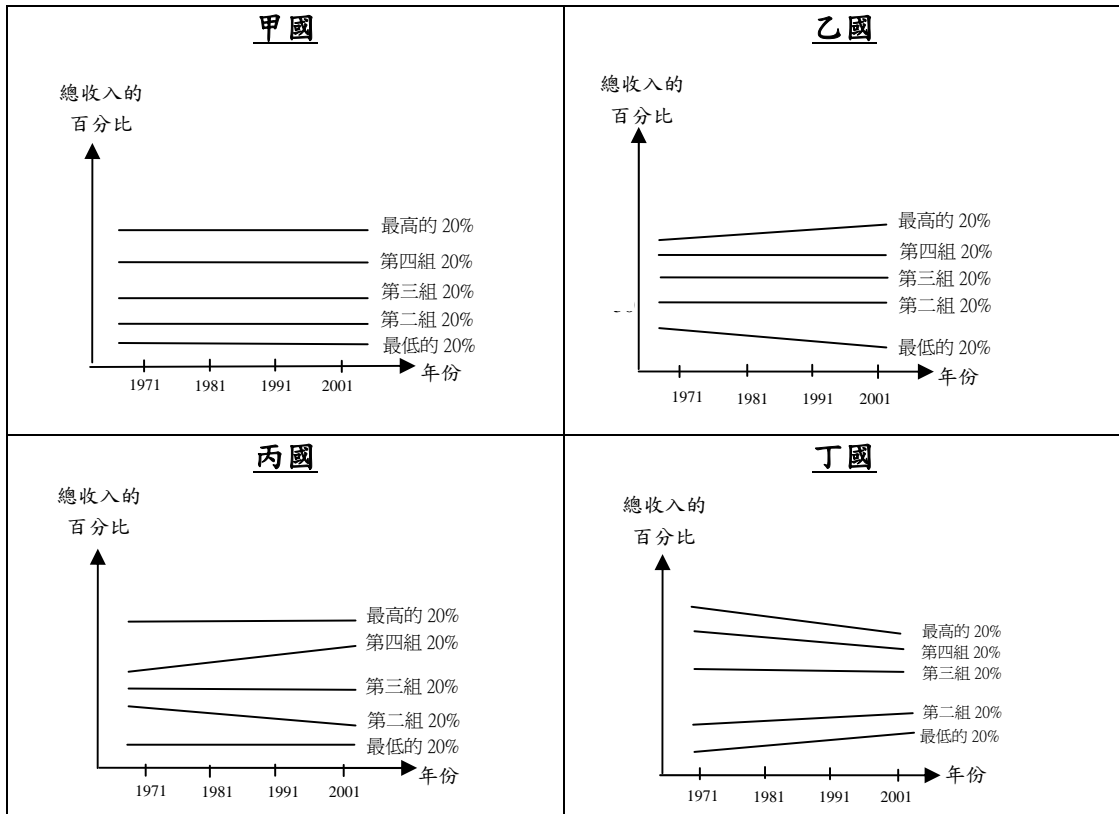 甲國
總收入的
百分比
最高的 20%
第四組 20%
第三組 20%
第二組 20%
最低的 20%
年份
1971 1981 1991 2001
乙國
總收入的
百分比
最高的 20%
第四組 20%
第三組 20%
第二組 20%
最低的 20%
年份
1971 1981 1991 2001
丙國
總收入的
百分比
最高的 20%
第四組 20%
第三組 20%
第二組 20%
最低的 20%
年份
1971 1981 1991 2001
丁國
總收入的
百分比
最高的 20%
第四組 20%
第三組 20%
第二組 20%
最低的 20%
年份
1971 1981 1991 2001